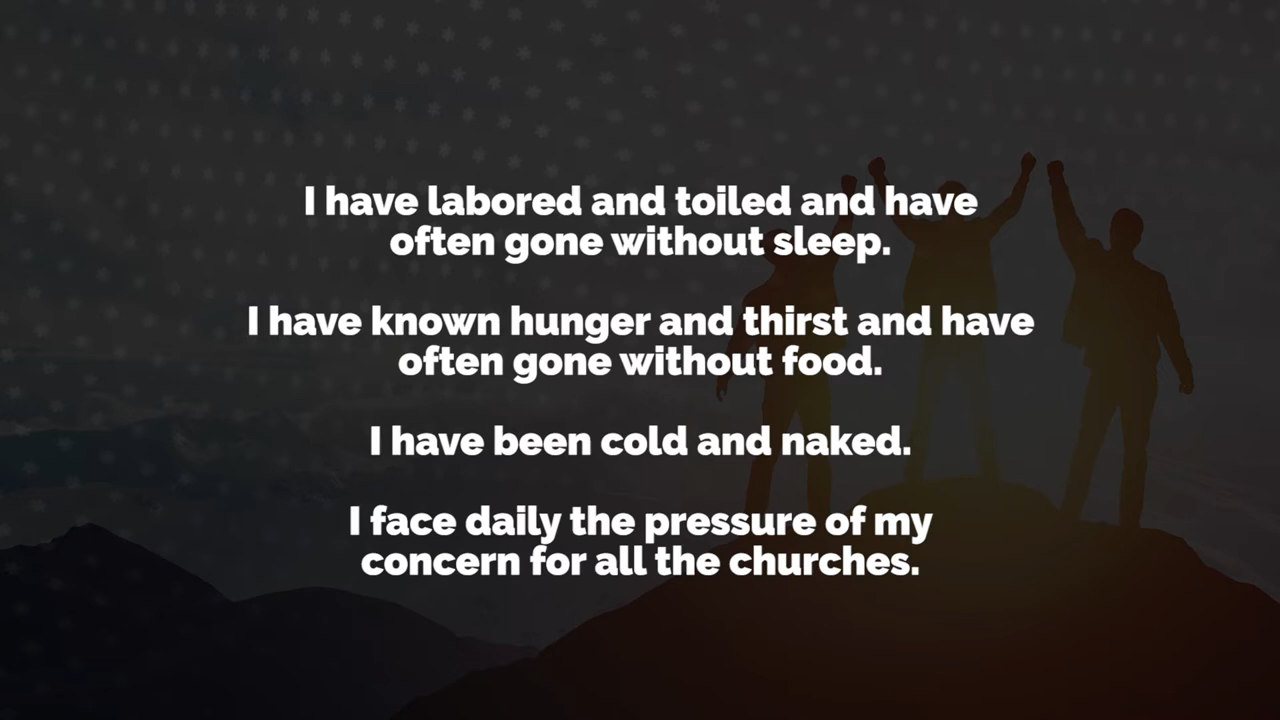 I have labored and toiled and have
often gone without sleep.
I have known hunger and thirst and have
often gone without food.
I have been cold and naked.
I face daily the pressure of my
concern for all the churches.